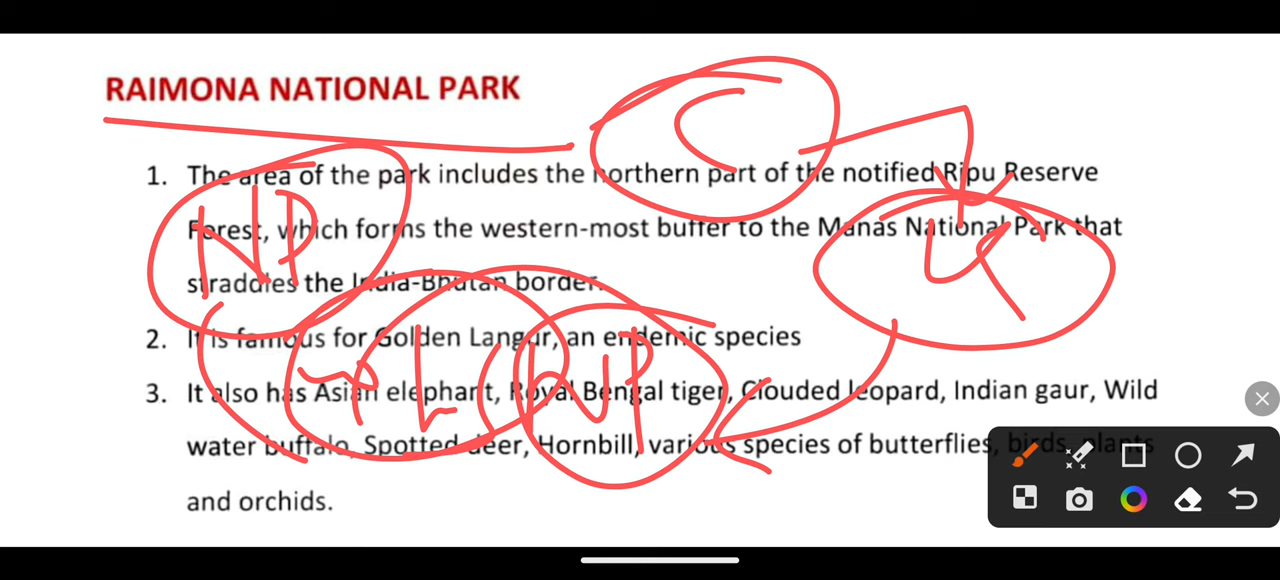 RAIMONA NATIONAL PARK
C
1. The area of the park includes the northern part of the notified Ripu Reserve
Forest, which forms the western-most buffer to the Manas National Park that
NP
straddles the India-Bhutan border.
2. It is famous for Golden Langur, an endemic species
NP
3. It also has Asian elephant, Royal Bengal tiger, Clouded leopard, Indian gaur, Wild
water buffalo, Spotted deer, Hornbill, various species of butterflies, birds, plants
and orchids.